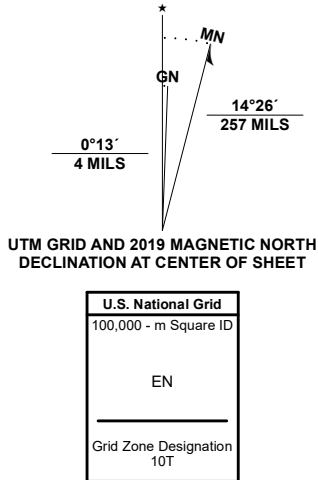 MN
GN
14°26´
257 MILS
0°13´
4 MILS
UTM GRID AND 2019 MAGNETIC NORTH
DECLINATION AT CENTER OF SHEET
U.S. National Grid
100,000 - m Square ID
EN
Grid Zone Designation
10T